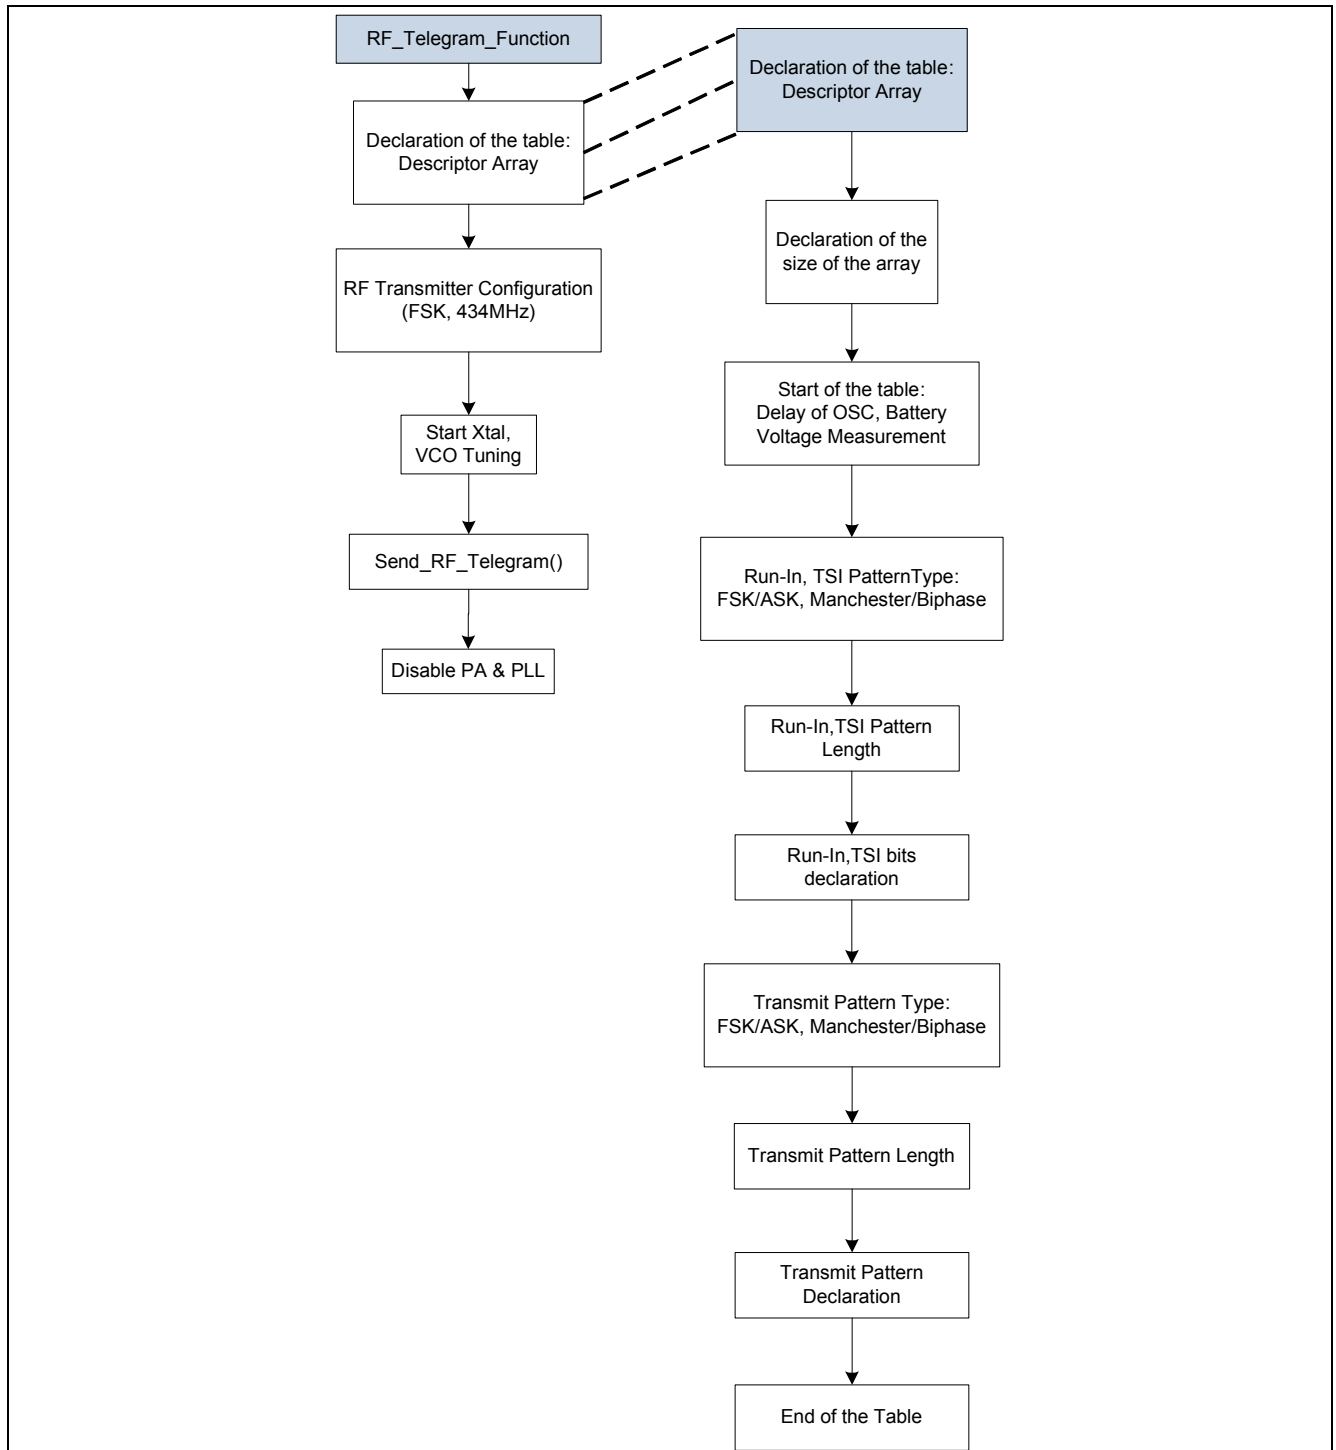 RF_Telegram_Function
Declaration of the table:
Descriptor Array
RF Transmitter Configuration
(FSK, 434MHz)
Start Xtal,
VCO Tuning
Send_RF_Telegram()
Disable PA & PLL
Declaration of the table:
Descriptor Array
Declaration of the
size of the array
Start of the table:
Delay of OSC, Battery
Voltage Measurement
Run-In, TSI PatternType:
FSK/ASK, Manchester/Biphase
Run-In,TSI Pattern
Length
Run-In,TSI bits
declaration
Transmit Pattern Type:
FSK/ASK, Manchester/Biphase
Transmit Pattern Length
Transmit Pattern
Declaration
End of the Table